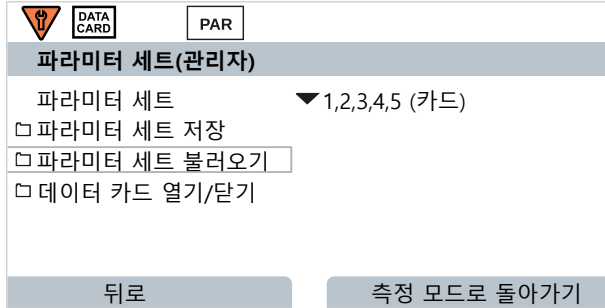 DATA CARD PAR
파라미터 세트(관리자)
파라미터 세트 1,2,3,4,5 (카드)
파라미터 세트 저장
파라미터 세트 불러오기
데이터 카드 열기/닫기
뒤로 측정 모드로 돌아가기